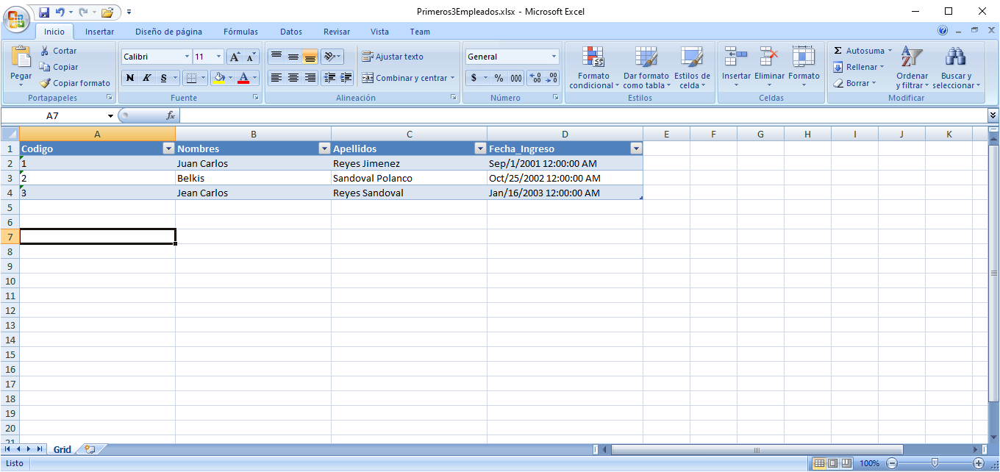 Primeros3Empleados.xlsx - Microsoft Excel
Inicio Insertar Diseño de página Fórmulas Datos Revisar Vista Team
Pegar
Cortar
Copiar
Copiar formato
Portapapeles
Calibri 11
N K S
Fuente
Ajustar texto
Combinar y centrar
Alineación
General
$ % 000
Número
Formato condicional
Dar formato como tabla
Estilos de celda
Estilos
Insertar Eliminar Formato
Celdas
Autosuma
Rellenar
Borrar
Ordenar y filtrar
Buscar y seleccionar
Modificar
A7 fx
A B C D E F G H I J K
1 Codigo Nombres Apellidos Fecha_Ingreso
2 1 Juan Carlos Reyes Jimenez Sep/1/2001 12:00:00 AM
3 2 Belkis Sandoval Polanco Oct/25/2002 12:00:00 AM
4 3 Jean Carlos Reyes Sandoval Jan/16/2003 12:00:00 AM
5
6
7
8
9
10
11
12
13
14
15
16
17
18
19
20
21
Grid
Listo 100%